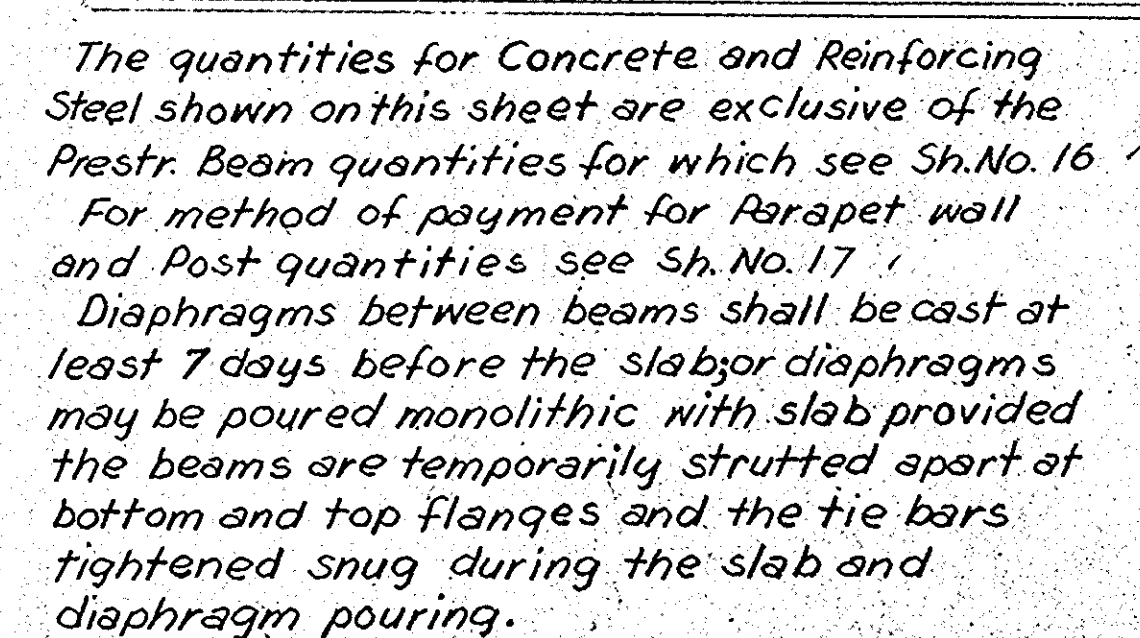 The quantities for Concrete and Reinforcing
Steel shown on this sheet are exclusive of the
Prestr. Beam quantities for which see Sh.No. 16
For method of payment for Parapet wall
and Post quantities see Sh. No. 17
Diaphragms between beams shall be cast at
least 7 days before the slab;or diaphragms
may be poured monolithic with slab provided
the beams are temporarily strutted apart at
bottom and top flanges and the tie bars
tightened snug during the slab and
diaphragm pouring.